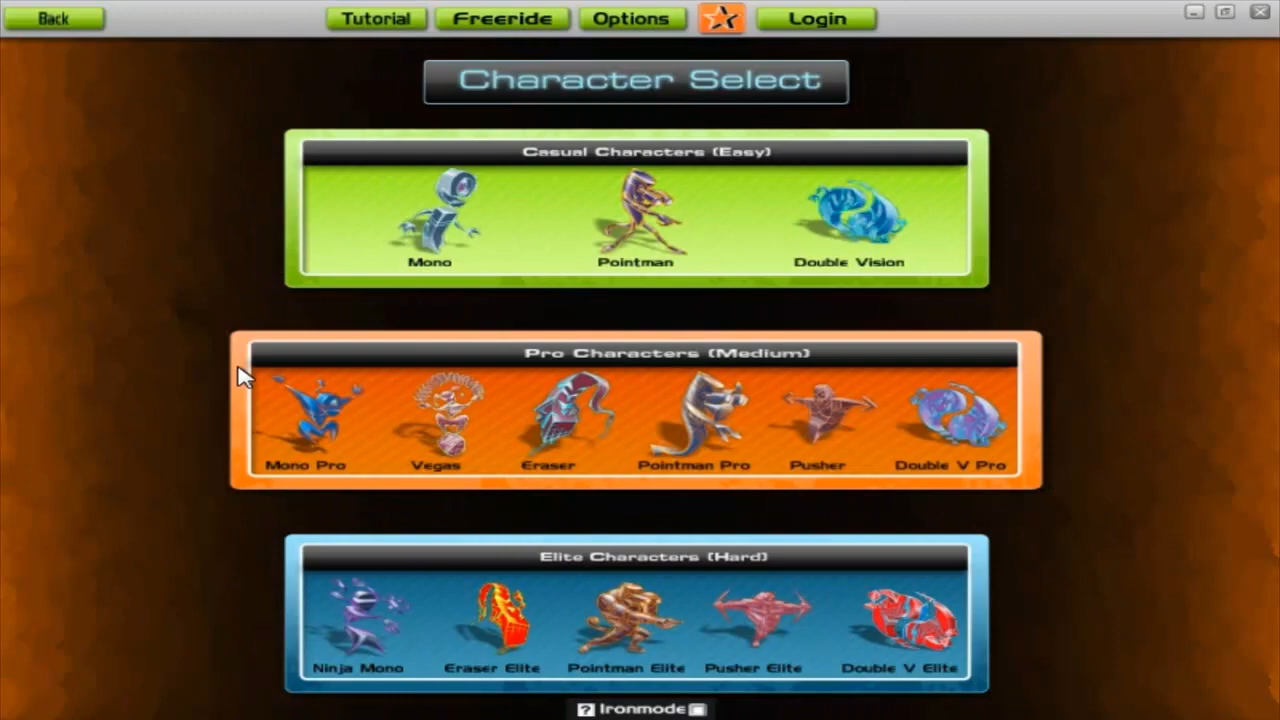 Back Tutorial Freeride Options Login
Character Select
Casual Characters (Easy)
Mono Pointman Double Vision
Pro Characters (Medium)
Mono Pro Vegas Eraser Pointman Pro Pusher Double V Pro
Elite Characters (Hard)
Ninja Mono Eraser Elite Pointman Elite Pusher Elite Double V Elite
? Ironmode